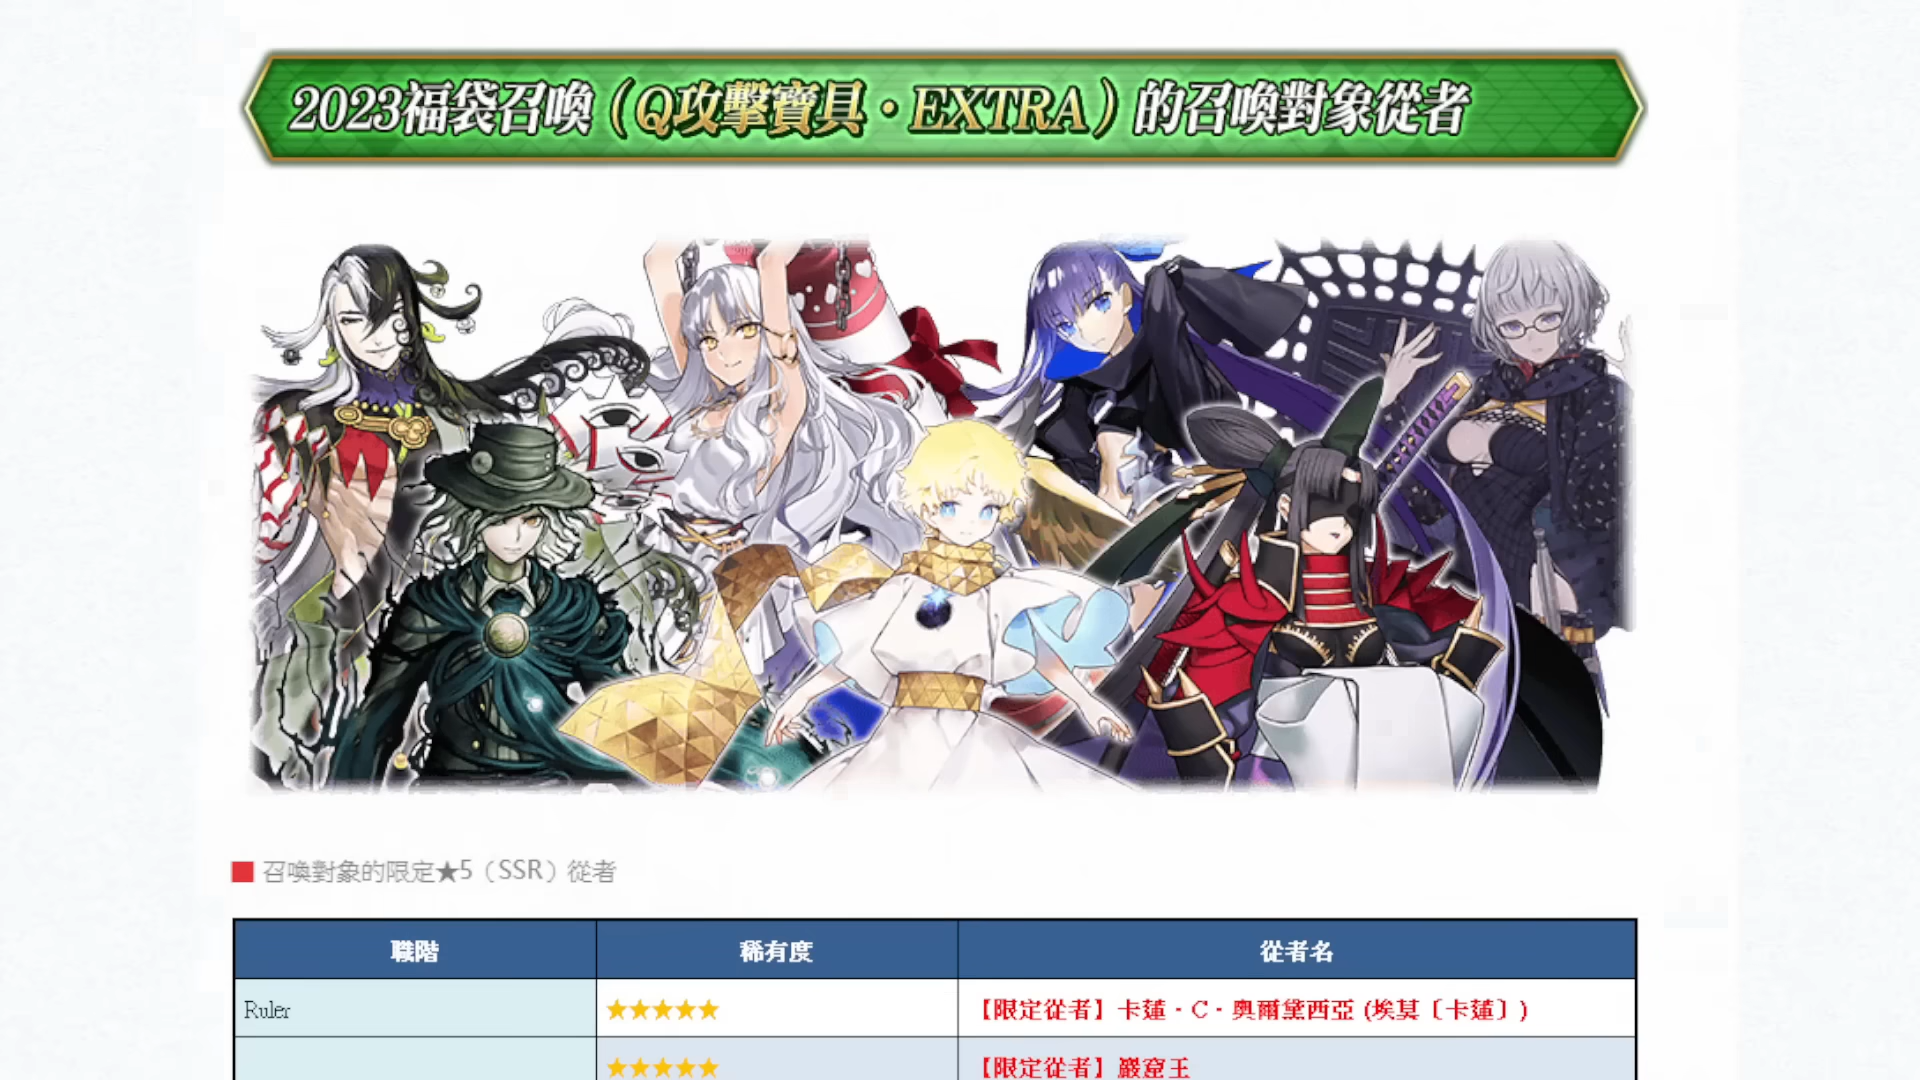 2023福袋召喚（Q攻擊寶具・EXTRA）的召喚對象從者
召喚對象的限定★5（SSR）從者
職階 稀有度 從者名
Ruler ★★★★★ 【限定從者】卡蓮・C・奧爾黛西亞 (埃莫〔卡蓮〕)
★★★★★ 【限定從者】巖窟王